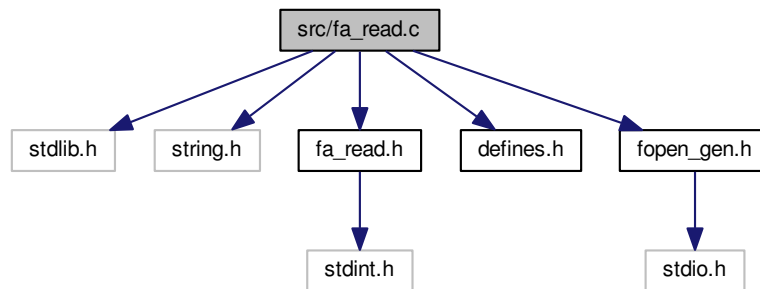 src/fa_read.c
stdlib.h
string.h
fa_read.h
defines.h
fopen_gen.h
stdint.h
stdio.h